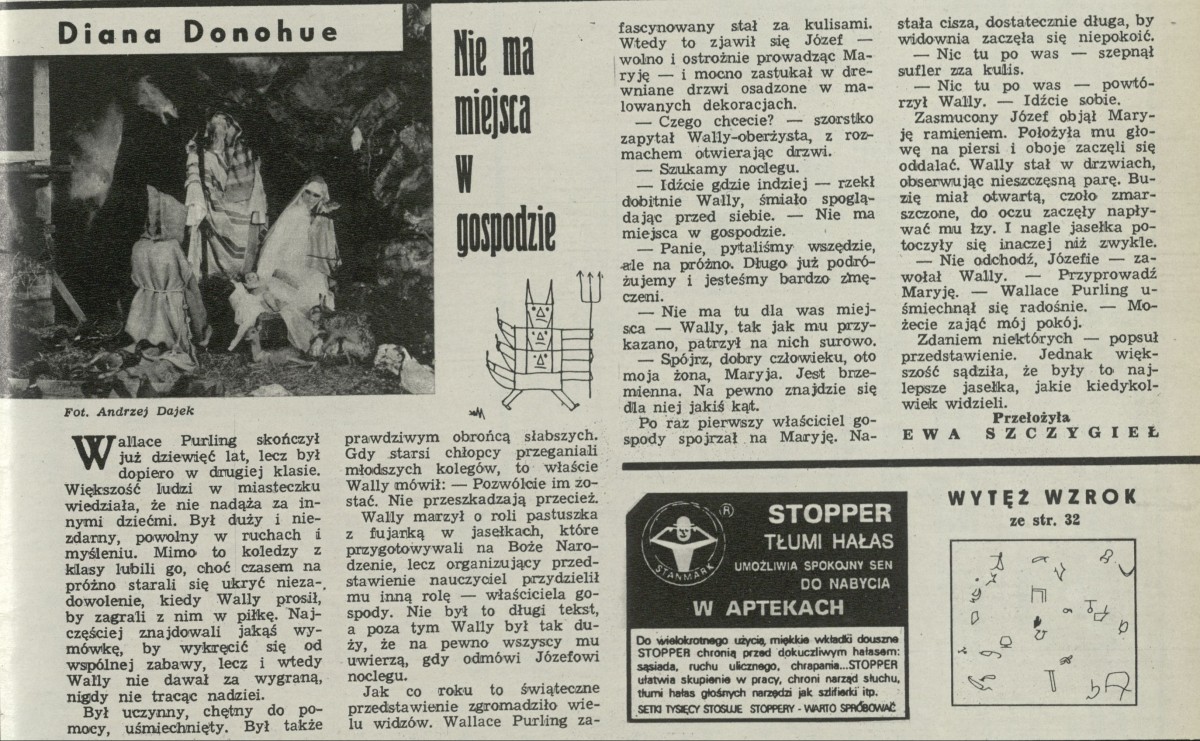 Diana Donohue
Nie ma
miejsca
w
gospodzie
Fot. Andrzej Dajek
Wallace Purling skończył
już dziewięć lat, lecz był
dopiero w drugiej klasie.
Większość ludzi w miasteczku
wiedziała, że nie nadąża za in-
nymi dziećmi. Był duży i nie-
zdarny, powolny w ruchach i
myśleniu. Mimo to koledzy z
klasy lubili go, choć czasem na
próżno starali się ukryć nieza-
dowolenie, kiedy Wally prosił,
by zagrali z nim w piłkę. Naj-
częściej znajdowali jakąś wy-
mówkę, by wykręcić się od
wspólnej zabawy, lecz i wtedy
Wally nie dawał za wygraną,
nigdy nie tracąc nadziei.
Był uczynny, chętny do po-
mocy, uśmiechnięty. Był także
prawdziwym obrońcą słabszych.
Gdy starsi chłopcy przeganiali
młodszych kolegów, to właśnie
Wally mówił: — Pozwólcie im zo-
stać. Nie przeszkadzają przecież.
Wally marzył o roli pastuszka
z fujarką w jasełkach, które
przygotowywali na Boże Naro-
dzenie, lecz organizujący przed-
stawienie nauczyciel przydzielił
mu inną rolę — właściciela go-
spody. Nie był to długi tekst,
a poza tym Wally był tak du-
ży, że na pewno wszyscy mu
uwierzą, gdy odmówi Józefowi
noclegu.
Jak co roku to świąteczne
przedstawienie zgromadziło wie-
lu widzów. Wallace Purling za-
fascynowany stał za kulisami.
Wtedy to zjawił się Józef —
wolno i ostrożnie prowadząc Ma-
ryję — i mocno zastukał w dre-
wniane drzwi osadzone w ma-
lowanych dekoracjach.
— Czego chcecie? — szorstko
zapytał Wally-oberżysta, z roz-
machem otwierając drzwi.
— Szukamy noclegu.
— Idźcie gdzie indziej — rzekł
dobitnie Wally, śmiało spoglą-
dając przed siebie. — Nie ma
miejsca w gospodzie.
— Panie, pytaliśmy wszędzie,
ale na próżno. Długo już podró-
żujemy i jesteśmy bardzo zmę-
czeni.
— Nie ma tu dla was miej-
sca — Wally, tak jak mu przy-
kazano, patrzył na nich surowo.
— Spójrz, dobry człowieku, oto
moja żona, Maryja. Jest brze-
mienna. Na pewno znajdzie się
dla niej jakiś kąt.
Po raz pierwszy właściciel go-
spody spojrzał na Maryję. Na-
stała cisza, dostatecznie długa, by
widownia zaczęła się niepokoić.
— Nic tu po was — szepnął
sufler zza kulis.
— Nic tu po was — powtó-
rzył Wally. — Idźcie sobie.
Zasmucony Józef objął Mary-
ję ramieniem. Położyła mu gło-
wę na piersi i oboje zaczęli się
oddalać. Wally stał w drzwiach,
obserwując nieszczęsną parę. Bu-
zię miał otwartą, czoło zmar-
szczone, do oczu zaczęły napły-
wać mu łzy. I nagle jasełka po-
toczyły się inaczej niż zwykle.
— Nie odchodź, Józefie — za-
wołał Wally. — Przyprowadź
Maryję. — Wallace Purling u-
śmiechnął się radośnie. — Mo-
żecie zająć mój pokój.
Zdaniem niektórych — popsuł
przedstawienie. Jednak więk-
szość sądziła, że były to naj-
lepsze jasełka, jakie kiedykol-
wiek widzieli.
Przełożyła
EWA SZCZYGIEŁ
STANMARK ®
STOPPER
TŁUMI HAŁAS
UMOŻLIWIA SPOKOJNY SEN
DO NABYCIA
W APTEKACH
Do wielokrotnego użycia, miękkie wkładki douszne
STOPPER chronią przed dokuczliwym hałasem:
sąsiada, ruchu ulicznego, chrapania...STOPPER
ułatwia skupienie w pracy, chroni narząd słuchu,
tłumi hałas głośnych narzędzi jak szlifierki itp.
SETKI TYSIĘCY STOSUJE STOPPERY - WARTO SPRÓBOWAĆ
WYTĘŻ WZROK
ze str. 32